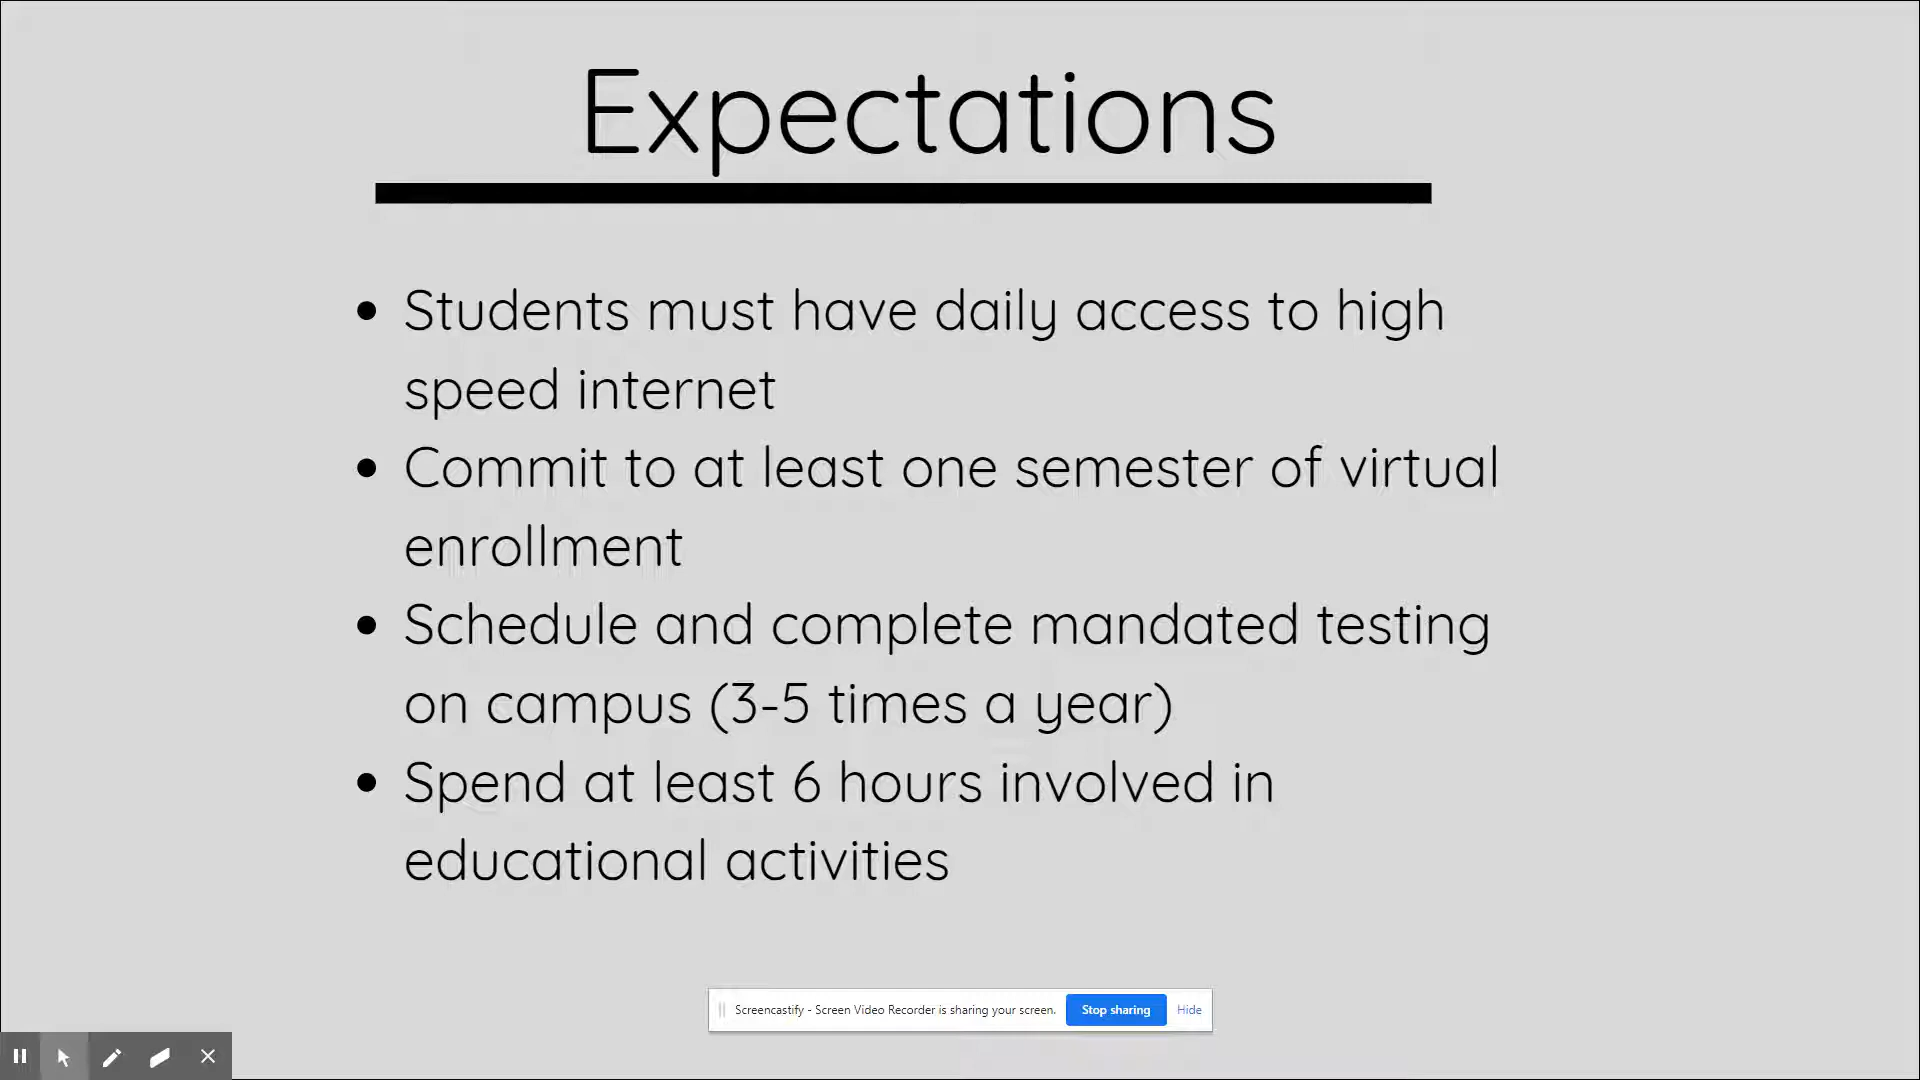 Expectations
• Students must have daily access to high
speed internet
• Commit to at least one semester of virtual
enrollment
• Schedule and complete mandated testing
on campus (3-5 times a year)
• Spend at least 6 hours involved in
educational activities
Screencastify - Screen Video Recorder is sharing your screen. Stop sharing Hide